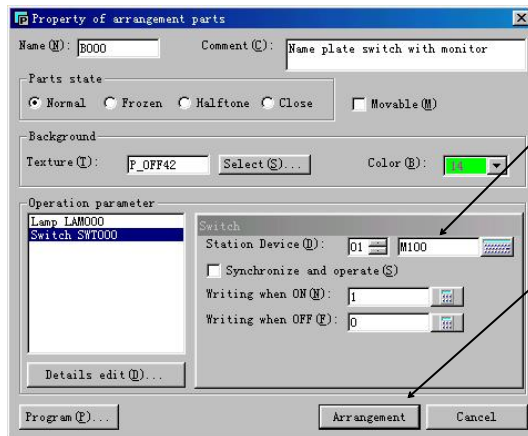 Property of arrangement parts
Name(N): B000 Comment(C): Name plate switch with monitor
Parts state
Normal Frozen Halftone Close Movable(M)
Background
Texture(T): P_OFF42 Select(S)... Color(B): 14
Operation parameter
Lamp LAM000
Switch SWT000
Switch
Station Device(D): 01 M100
Synchronize and operate(S)
Writing when ON(N): 1
Writing when OFF(F): 0
Details edit(D)...
Program(P)... Arrangement Cancel